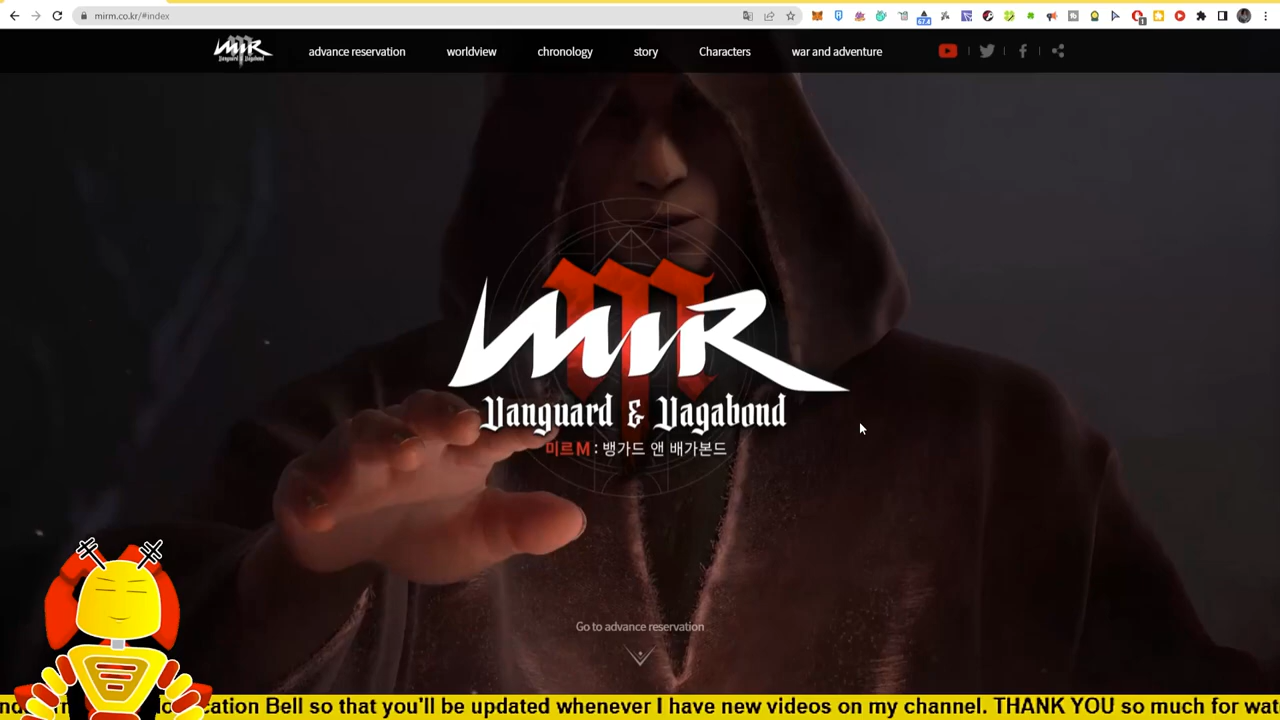 mirm.co.kr/#index
MIR
Vanguard & Vagabond
advance reservation
worldview
chronology
story
Characters
war and adventure
MIR
M
Vanguard & Vagabond
미르M : 뱅가드 앤 배가본드
Go to advance reservation
cation Bell so that you'll be updated whenever I have new videos on my channel. THANK YOU so much for wat